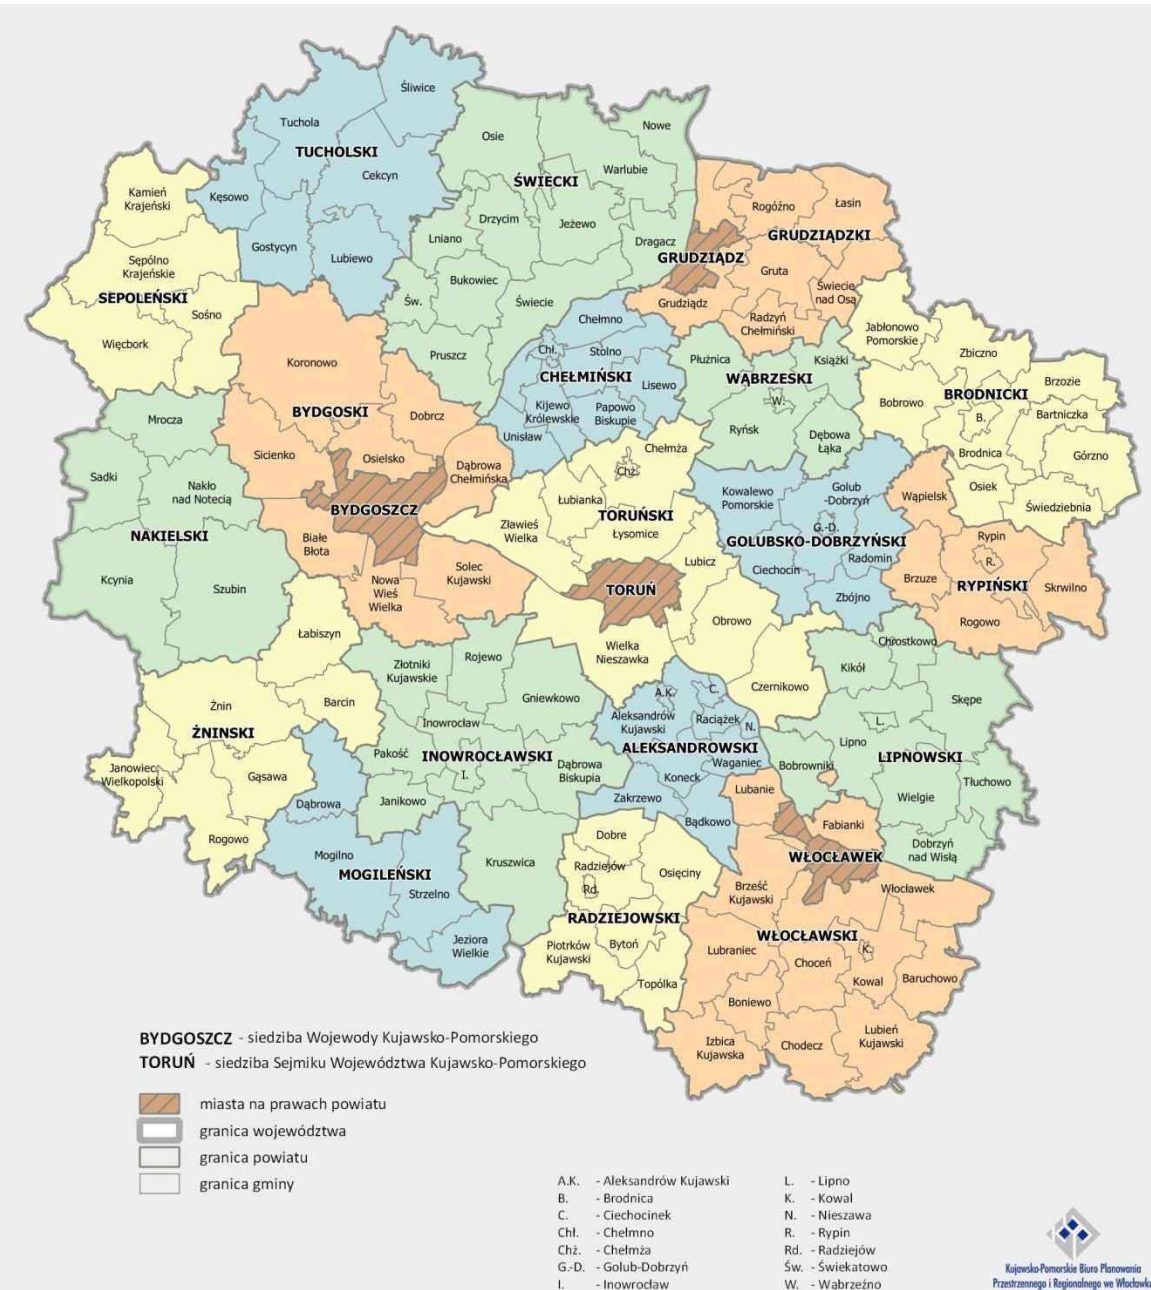 Śliwice
Tuchola
TUCHOLSKI
Cekcyn
Kęsowo
Gostycyn
Lubiewo
Osie
Nowe
ŚWIECKI
Warlubie
Drzycim
Jeżewo
Lniano
Dragacz
Bukowiec
Św.
Świecie
Pruszcz
Kamień
Krajeński
Sępólno
Krajeńskie
SEPOLEŃSKI
Sośno
Więcbork
Rogóźno
Łasin
GRUDZIĄDZKI
GRUDZIĄDZ
Gruta
Grudziądz
Świecie
nad Osą
Radzyń
Chełmiński
Chełmno
Chł.
Stolno
CHEŁMIŃSKI
Lisewo
Kijewo
Królewskie
Papowo
Biskupie
Unisław
Płużnica
Książki
WĄBRZESKI
W.
Ryńsk
Dębowa
Łąka
Jabłonowo
Pomorskie
Zbiczno
Brzozie
BRODNICKI
Bobrowo
B.
Bartniczka
Brodnica
Górzno
Osiek
Świedziebnia
Koronowo
BYDGOSKI
Dobrcz
Sicienko
Osielsko
Dąbrowa
Chełmińska
BYDGOSZCZ
Białe
Błota
Nowa
Wieś
Wielka
Solec
Kujawski
Mrocza
Sadki
Nakło
nad Notecią
NAKIELSKI
Kcynia
Szubin
Chełmża
Chż.
Łubianka
TORUŃSKI
Zławieś
Wielka
Łysomice
Lubicz
TORUŃ
Obrowo
Wielka
Nieszawka
Czernikowo
Kowalewo
Pomorskie
Golub
-Dobrzyń
G.-D.
GOLUBSKO-DOBRZYŃSKI
Ciechocin
Radomin
Zbójno
Wąpielsk
Rypin
R.
Brzuze
RYPIŃSKI
Skrwilno
Rogowo
Łabiszyn
Żnin
Barcin
ŻNIŃSKI
Janowiec
Wielkopolski
Gąsawa
Rogowo
Złotniki
Kujawskie
Rojewo
Gniewkowo
Inowrocław
Pakość
INOWROCŁAWSKI
I.
Dąbrowa
Biskupia
Janikowo
Kruszwica
A.K.
C.
Aleksandrów
Kujawski
Raciążek
N.
ALEKSANDROWSKI
Waganiec
Koneck
Zakrzewo
Bądkowo
Chrostkowo
Kikół
Skępe
L.
Lipno
LIPNOWSKI
Bobrowniki
Tłuchowo
Wielgie
Dobrzyń
nad Wisłą
Dąbrowa
Mogilno
MOGILEŃSKI
Strzelno
Jeziora
Wielkie
Dobre
Radziejów
Osięciny
Rd.
RADZIEJOWSKI
Piotrków
Kujawski
Bytoń
Topólka
Lubanie
Fabianki
WŁOCŁAWEK
Brześć
Kujawski
Włocławek
WŁOCŁAWSKI
Lubraniec
K.
Choceń
Kowal
Baruchowo
Boniewo
Izbica
Kujawska
Chodecz
Lubień
Kujawski
BYDGOSZCZ - siedziba Wojewody Kujawsko-Pomorskiego
TORUŃ - siedziba Sejmiku Województwa Kujawsko-Pomorskiego
miasta na prawach powiatu
granica województwa
granica powiatu
granica gminy
A.K. - Aleksandrów Kujawski
B. - Brodnica
C. - Ciechocinek
Chł. - Chełmno
Chż. - Chełmża
G.-D. - Golub-Dobrzyń
I. - Inowrocław
L. - Lipno
K. - Kowal
N. - Nieszawa
R. - Rypin
Rd. - Radziejów
Św. - Świekatowo
W. - Wąbrzeźno
Kujawsko-Pomorskie Biuro Planowania
Przestrzennego i Regionalnego we Włocławku